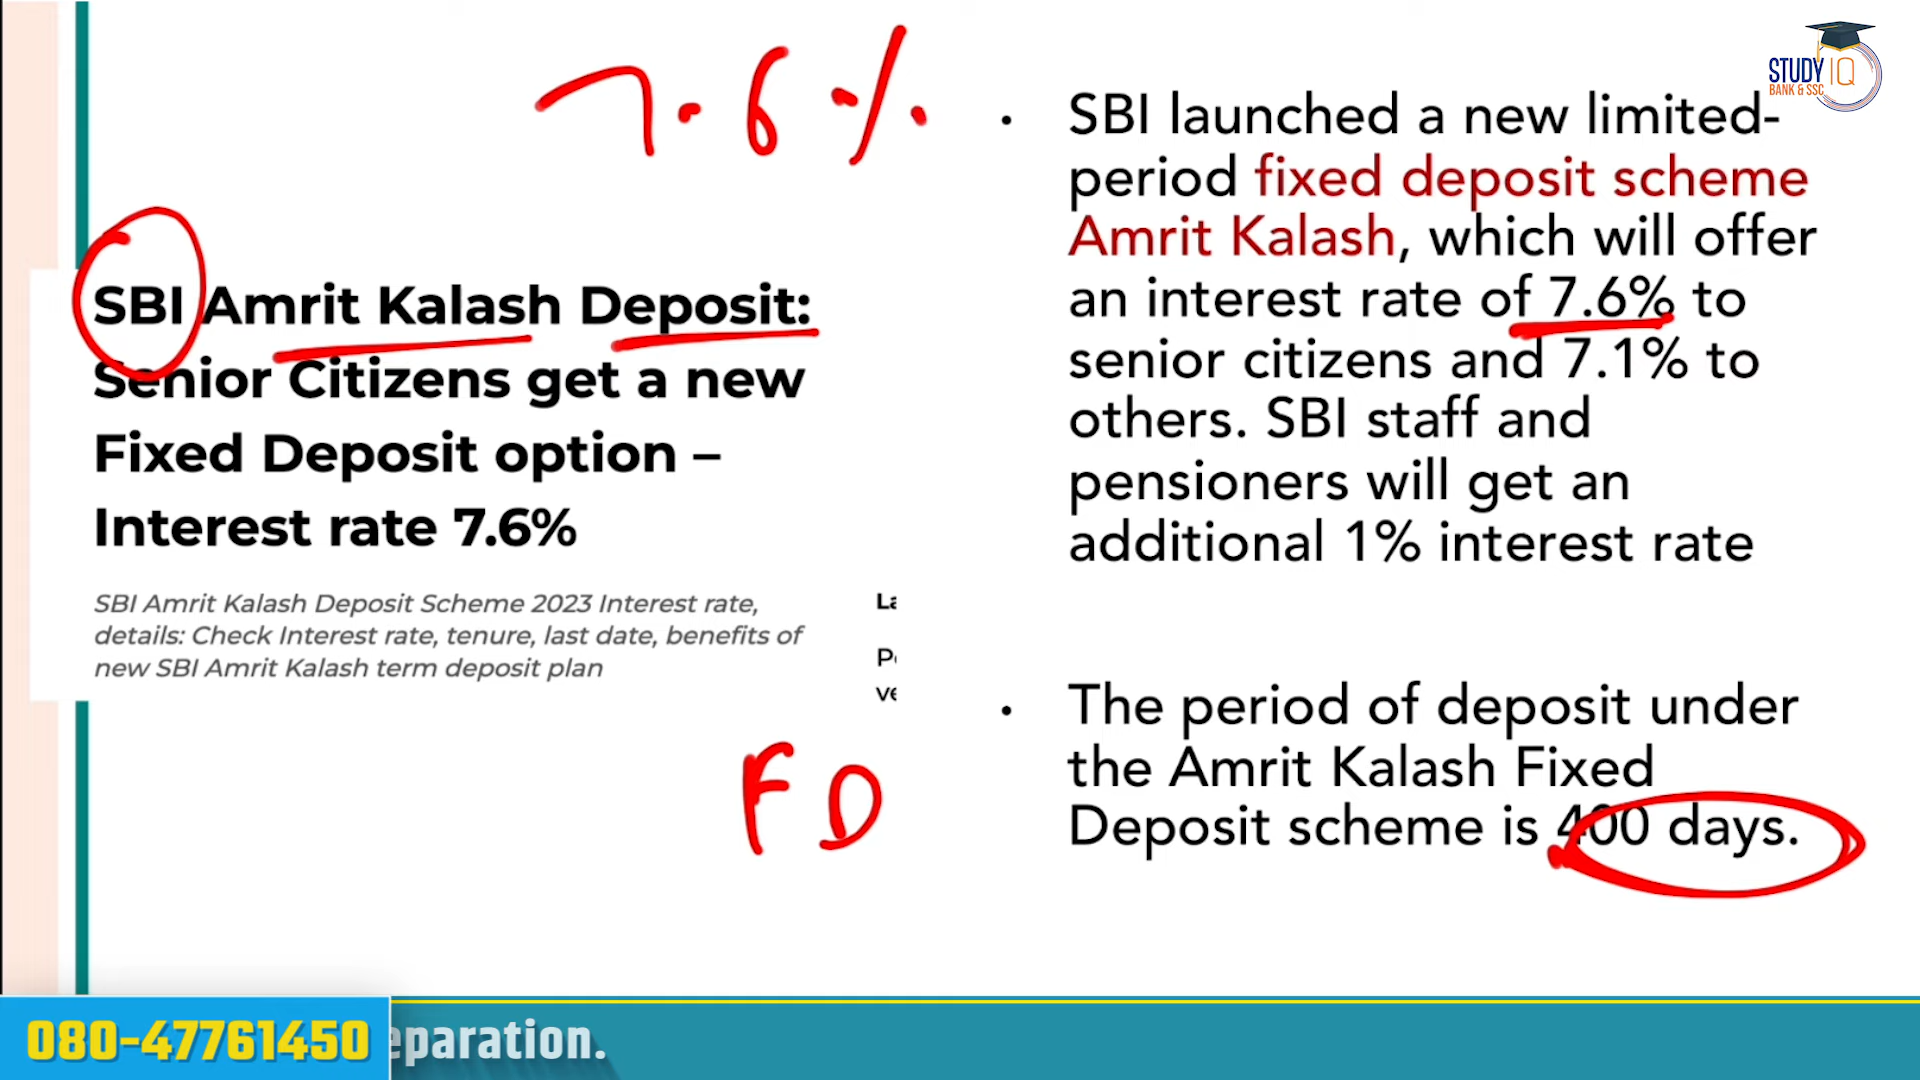 7.6%
SBI Amrit Kalash Deposit:
Senior Citizens get a new
Fixed Deposit option –
Interest rate 7.6%
SBI Amrit Kalash Deposit Scheme 2023 Interest rate,
details: Check Interest rate, tenure, last date, benefits of
new SBI Amrit Kalash term deposit plan
FD
STUDY IQ
BANK & SSC
• SBI launched a new limited-
period fixed deposit scheme
Amrit Kalash, which will offer
an interest rate of 7.6% to
senior citizens and 7.1% to
others. SBI staff and
pensioners will get an
additional 1% interest rate
• The period of deposit under
the Amrit Kalash Fixed
Deposit scheme is 400 days.
080-47761450
eparation.